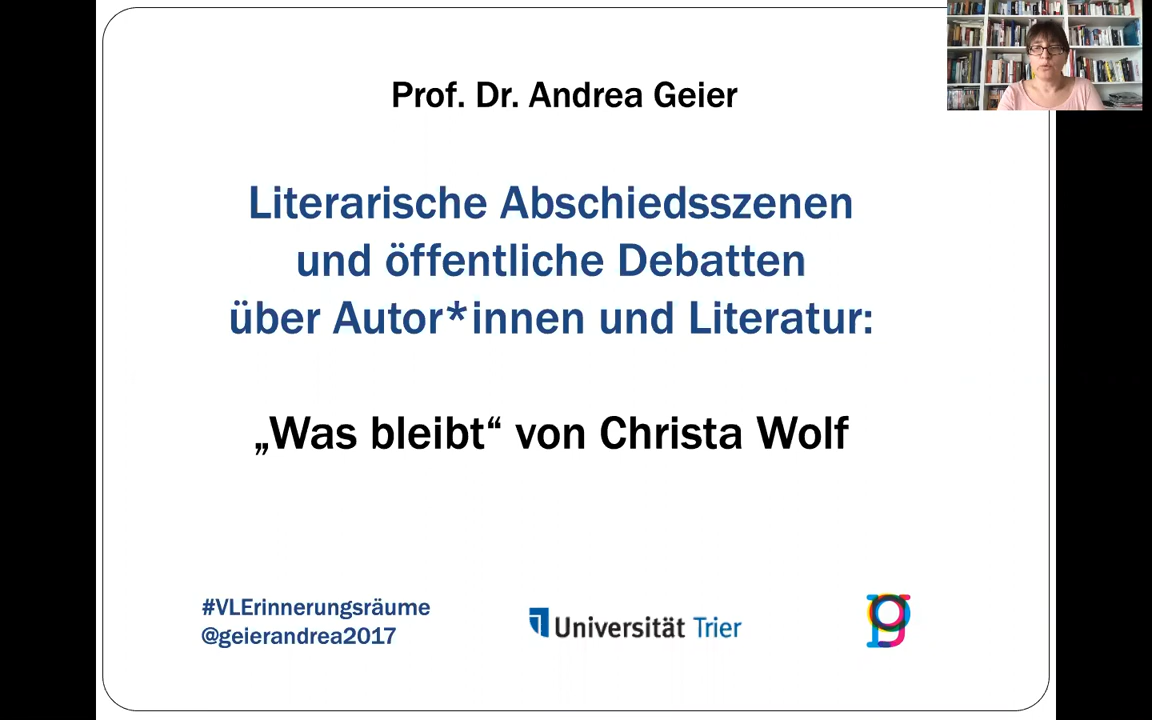 Prof. Dr. Andrea Geier
Literarische Abschiedsszenen
und öffentliche Debatten
über Autor*innen und Literatur:
„Was bleibt“ von Christa Wolf
#VLErinnerungsräume
@geierandrea2017
Universität Trier